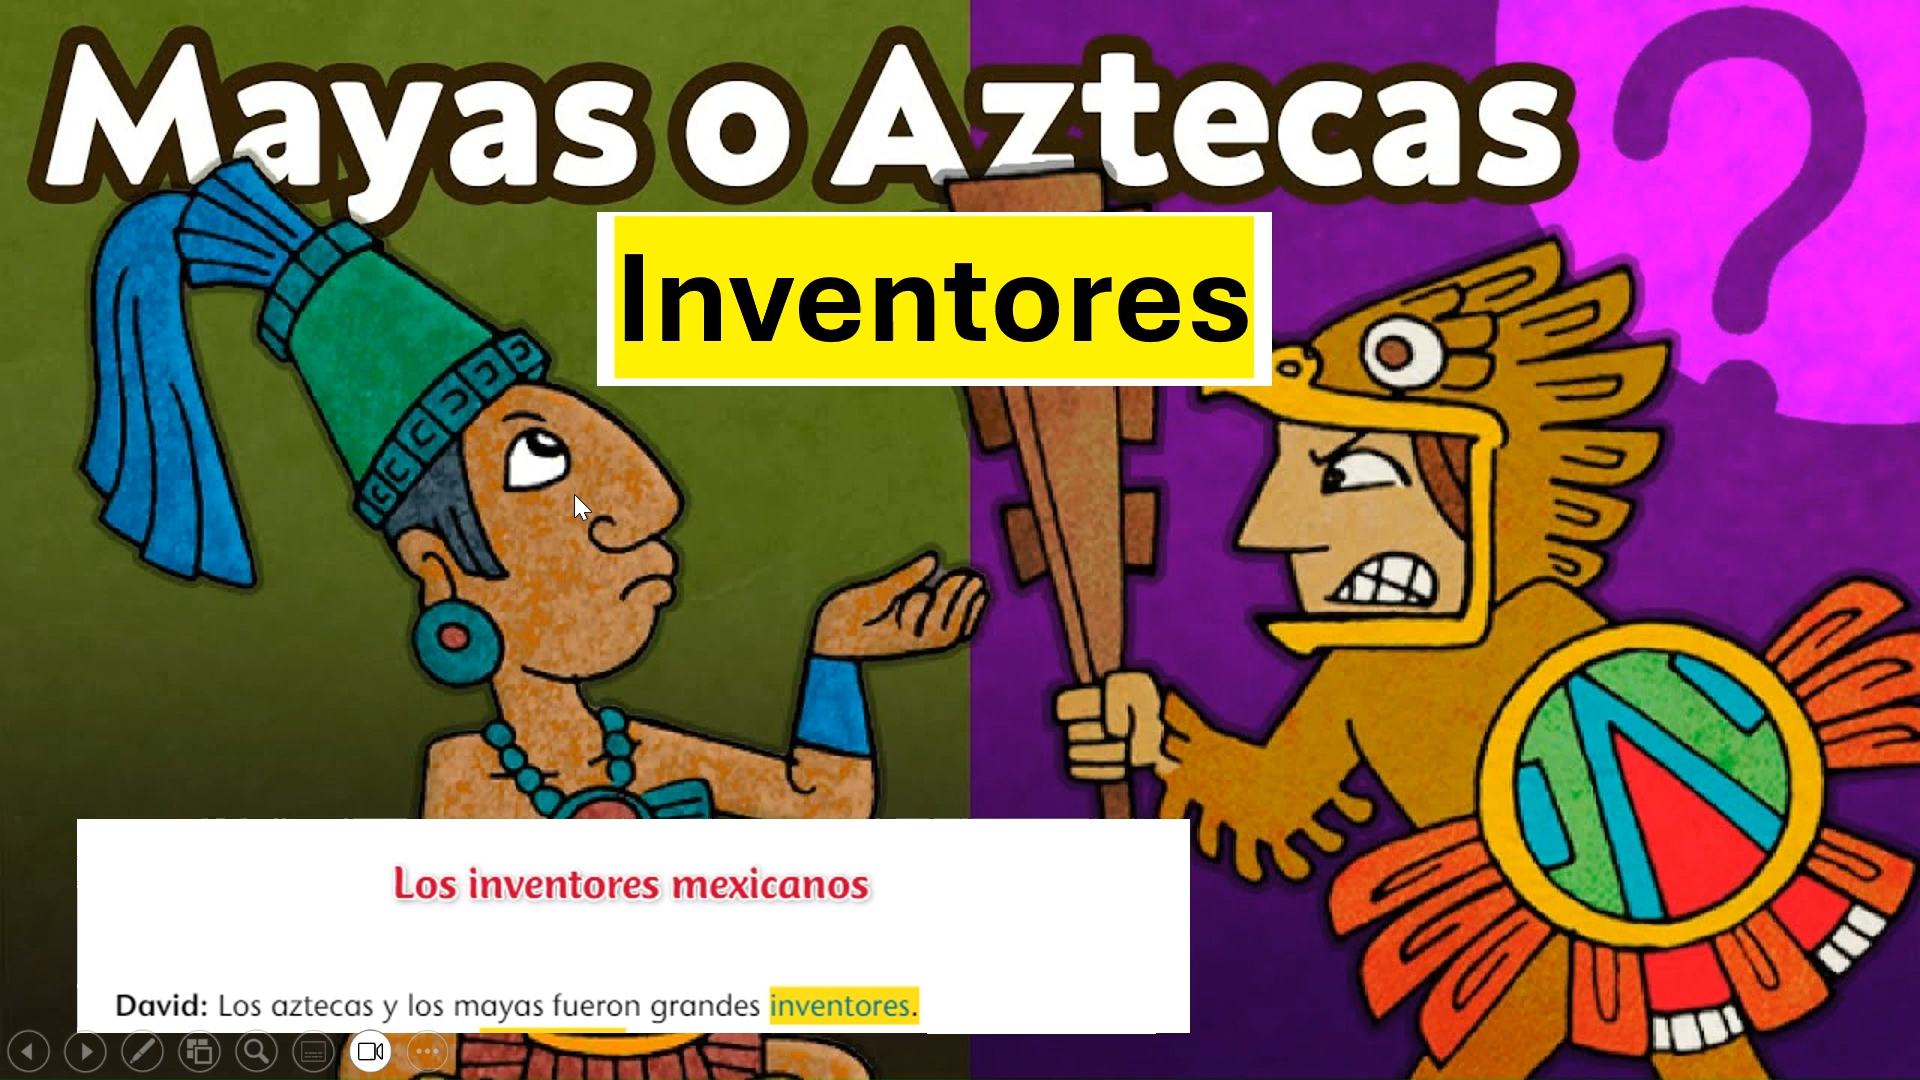 Mayas o Aztecas ?
Inventores
Los inventores mexicanos
David: Los aztecas y los mayas fueron grandes inventores.